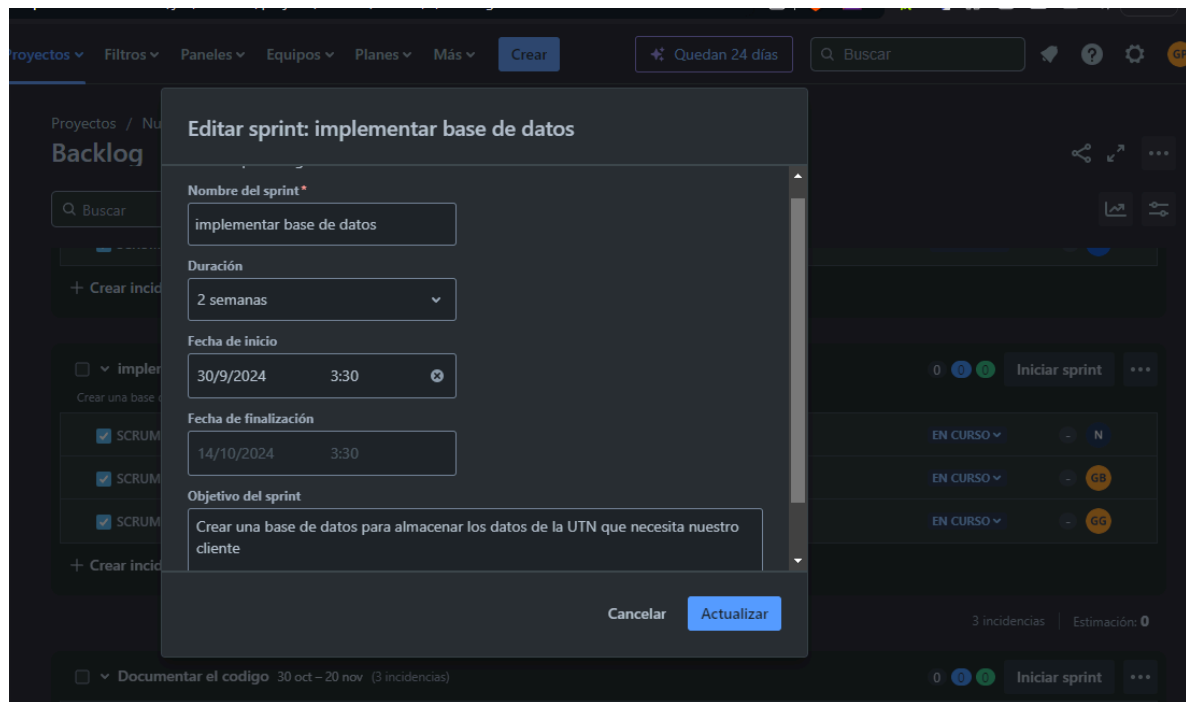 Proyectos Filtros Paneles Equipos Planes Más Crear Quedan 24 días Buscar
Proyectos / Nu
Backlog
Buscar
Editar sprint: implementar base de datos
Nombre del sprint*
implementar base de datos
Duración
2 semanas
Fecha de inicio
30/9/2024 3:30
Fecha de finalización
14/10/2024 3:30
Objetivo del sprint
Crear una base de datos para almacenar los datos de la UTN que necesita nuestro
cliente
Cancelar Actualizar
+ Crear incid
impler 0 0 0 Iniciar sprint
Crear una base
SCRUM EN CURSO - N
SCRUM EN CURSO - GB
SCRUM EN CURSO - GG
+ Crear incid
3 incidencias Estimación: 0
Documentar el codigo 30 oct – 20 nov (3 incidencias) 0 0 0 Iniciar sprint